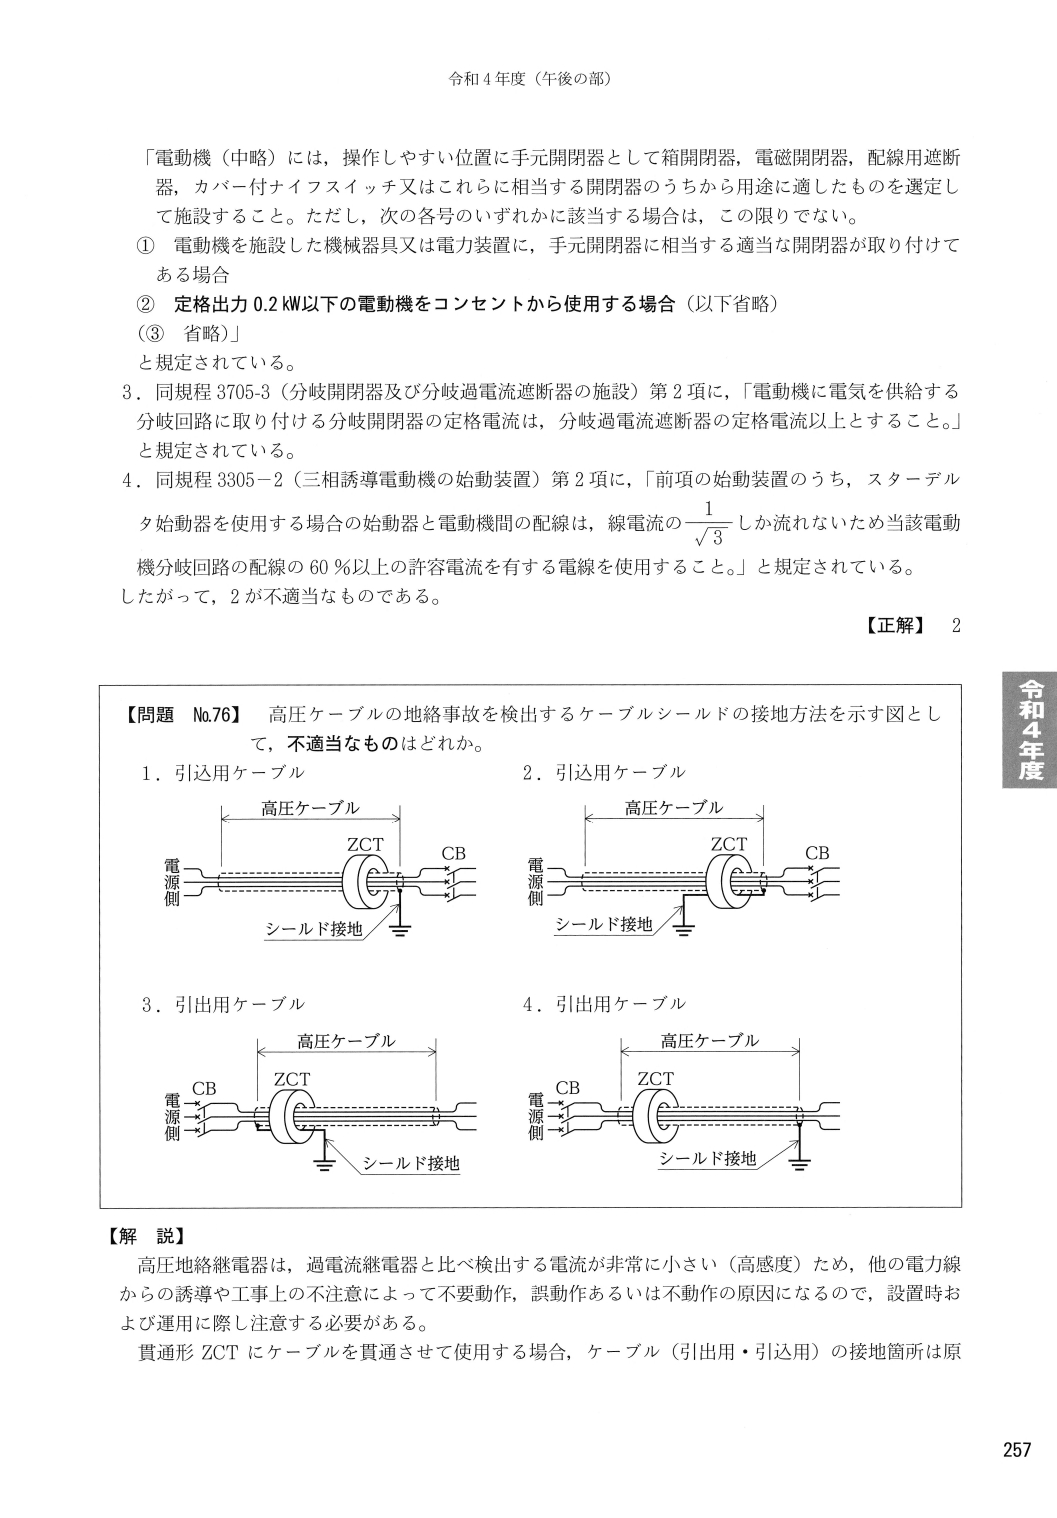 令和4年度（午後の部）
「電動機（中略）には，操作しやすい位置に手元開閉器として箱開閉器，電磁開閉器，配線用遮断
器，カバー付ナイフスイッチ又はこれらに相当する開閉器のうちから用途に適したものを選定し
て施設すること。ただし，次の各号のいずれかに該当する場合は，この限りでない。
①　電動機を施設した機械器具又は電力装置に，手元開閉器に相当する適当な開閉器が取り付けて
ある場合
②　定格出力 0.2 kW以下の電動機をコンセントから使用する場合（以下省略）
（③　省略）」
と規定されている。
3．同規程 3705-3（分岐開閉器及び分岐過電流遮断器の施設）第 2 項に，「電動機に電気を供給する
分岐回路に取り付ける分岐開閉器の定格電流は，分岐過電流遮断器の定格電流以上とすること。」
と規定されている。
4．同規程 3305－2（三相誘導電動機の始動装置）第 2 項に，「前項の始動装置のうち，スターデル
タ始動器を使用する場合の始動器と電動機間の配線は，線電流の 1/√3 しか流れないため当該電動
機分岐回路の配線の 60 %以上の許容電流を有する電線を使用すること。」と規定されている。
したがって，2 が不適当なものである。
【正解】　2
令和4年度
【問題　№76】　高圧ケーブルの地絡事故を検出するケーブルシールドの接地方法を示す図とし
て，不適当なものはどれか。
1．引込用ケーブル
高圧ケーブル
ZCT
CB
電源側
シールド接地
2．引込用ケーブル
高圧ケーブル
ZCT
CB
電源側
シールド接地
3．引出用ケーブル
高圧ケーブル
ZCT
CB
電源側
シールド接地
4．引出用ケーブル
高圧ケーブル
ZCT
CB
電源側
シールド接地
【解　説】
高圧地絡継電器は，過電流継電器と比べ検出する電流が非常に小さい（高感度）ため，他の電力線
からの誘導や工事上の不注意によって不要動作，誤動作あるいは不動作の原因になるので，設置時お
よび運用に際し注意する必要がある。
貫通形 ZCT にケーブルを貫通させて使用する場合，ケーブル（引出用・引込用）の接地箇所は原
257